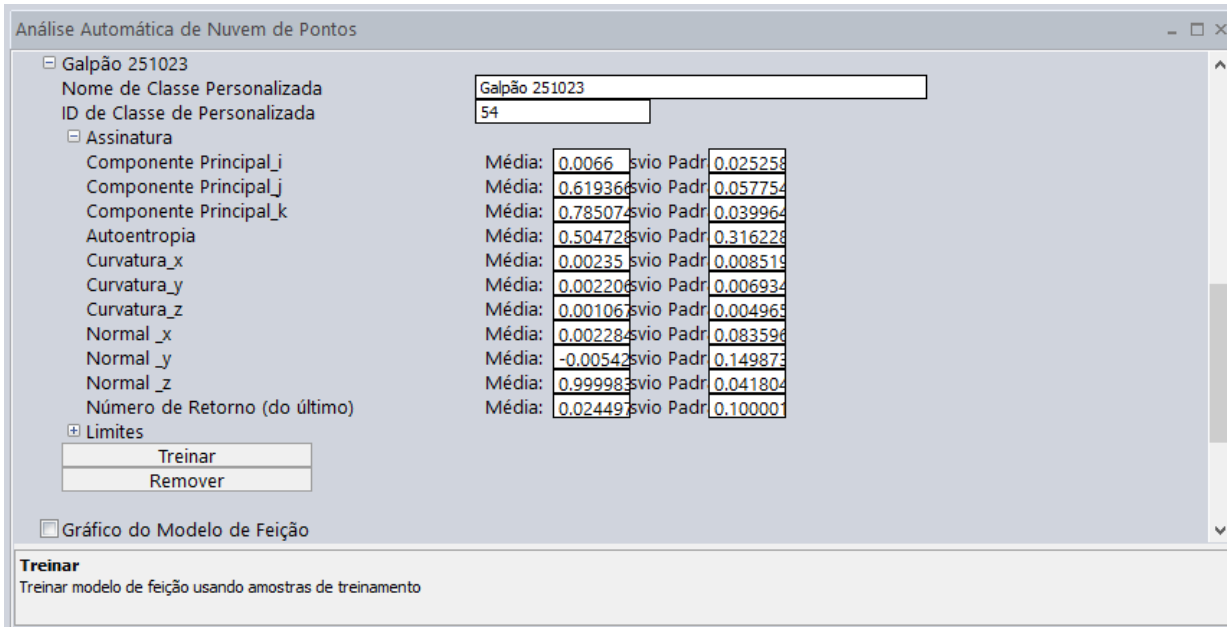 Análise Automática de Nuvem de Pontos
Galpão 251023
Nome de Classe Personalizada Galpão 251023
ID de Classe de Personalizada 54
Assinatura
Componente Principal_i Média: 0.0066 svio Padr 0.025258
Componente Principal_j Média: 0.619366 svio Padr 0.057754
Componente Principal_k Média: 0.785074 svio Padr 0.039964
Autoentropia Média: 0.504728 svio Padr 0.316228
Curvatura_x Média: 0.00235 svio Padr 0.008519
Curvatura_y Média: 0.002206 svio Padr 0.006934
Curvatura_z Média: 0.001067 svio Padr 0.004965
Normal _x Média: 0.002284 svio Padr 0.083596
Normal _y Média: -0.00542 svio Padr 0.149873
Normal _z Média: 0.999983 svio Padr 0.041804
Número de Retorno (do último) Média: 0.024497 svio Padr 0.100001
Limites
Treinar
Remover
Gráfico do Modelo de Feição
Treinar
Treinar modelo de feição usando amostras de treinamento